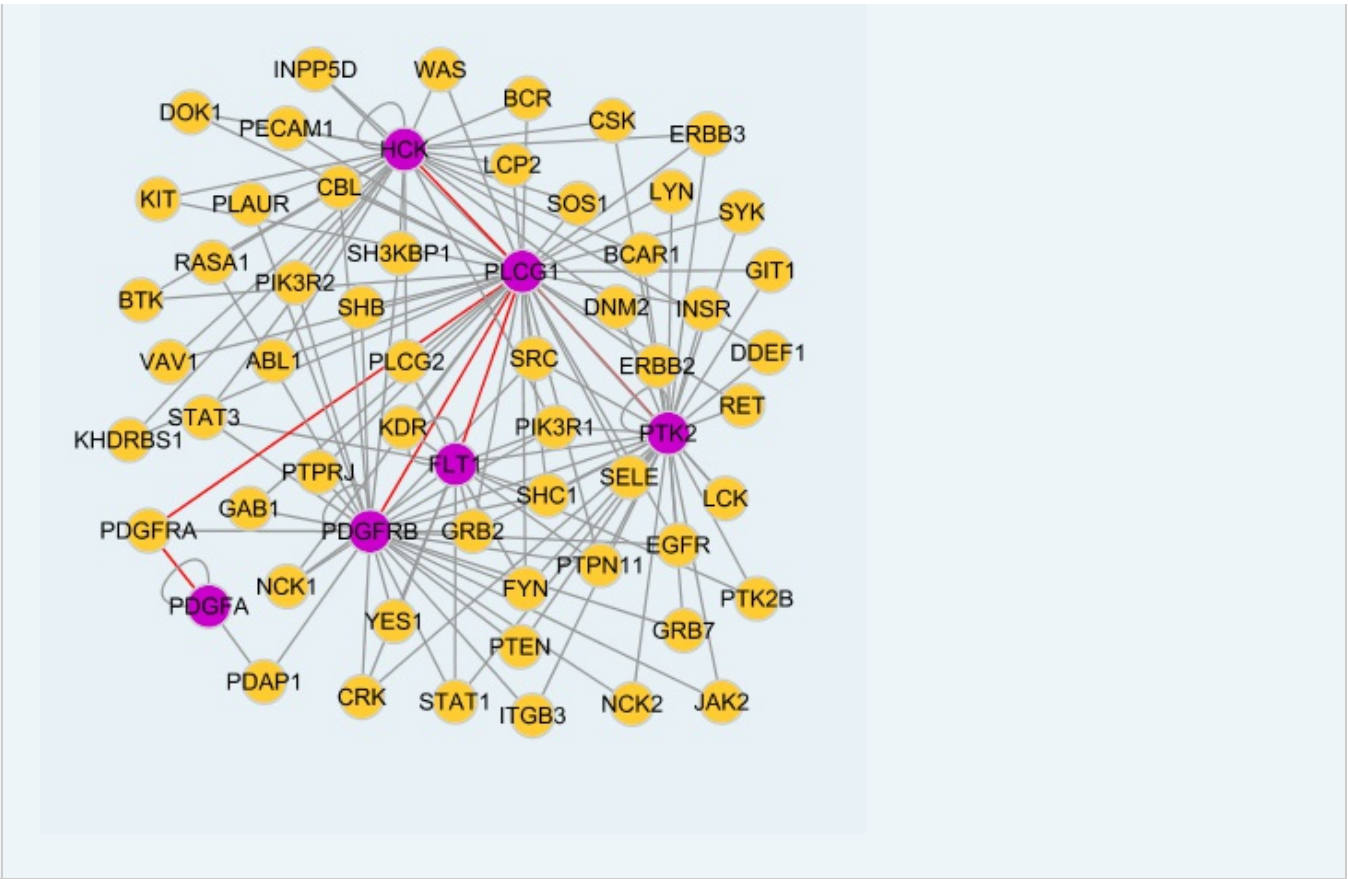 INPP5D
WAS
BCR
DOK1
PECAM1
CSK
ERBB3
HCK
LCP2
CBL
LYN
KIT
PLAUR
SOS1
SYK
RASA1
SH3KBP1
BCAR1
PLCG1
GIT1
PIK3R2
BTK
SHB
DNM2
INSR
VAV1
ABL1
PLCG2
SRC
ERBB2
DDEF1
RET
STAT3
KHDRBS1
KDR
PIK3R1
PTK2
FLT1
PTPRJ
SELE
SHC1
LCK
GAB1
PDGFRA
PDGFRB
GRB2
EGFR
PTPN11
NCK1
FYN
PTK2B
PDGFA
YES1
GRB7
PTEN
PDAP1
CRK
STAT1
ITGB3
NCK2
JAK2